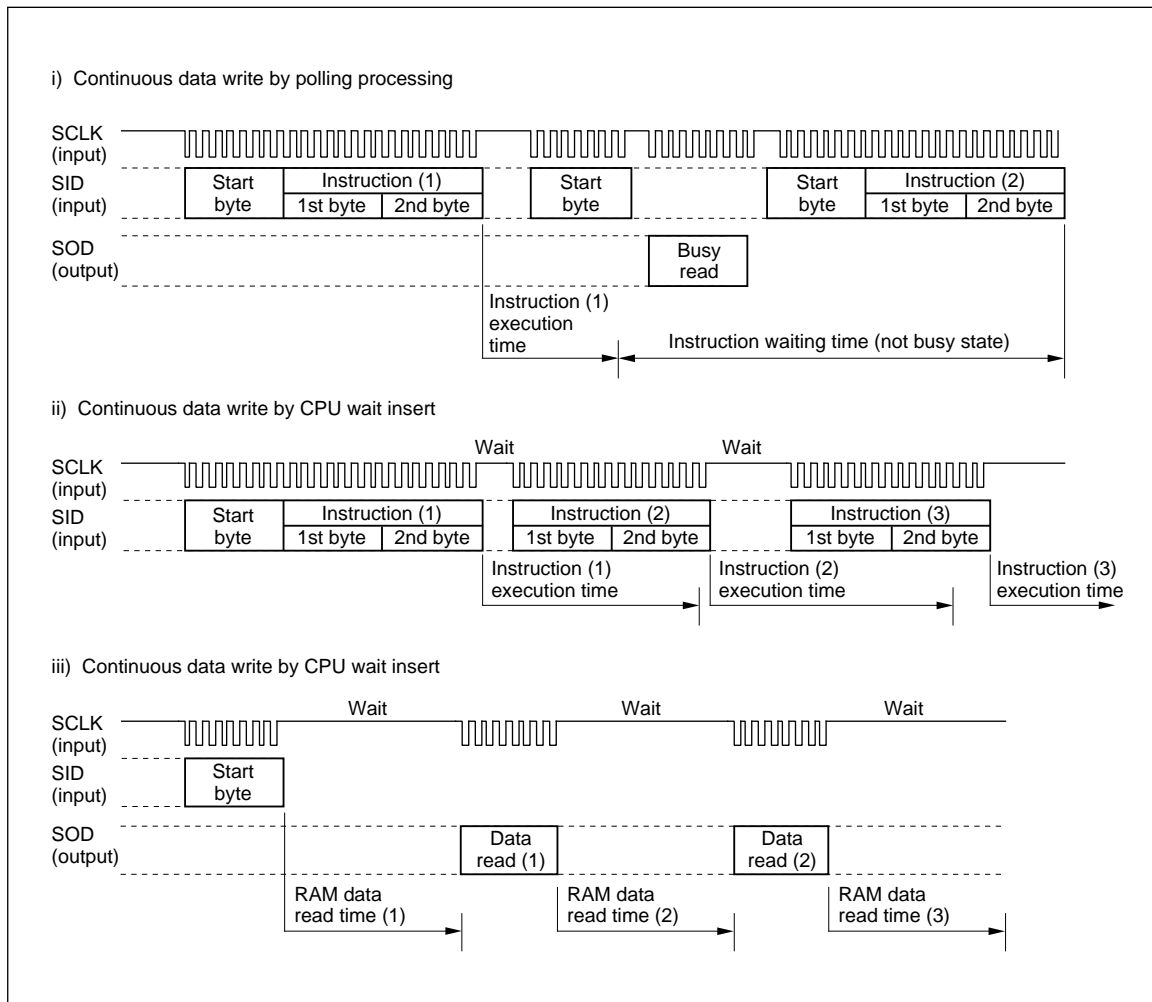 i) Continuous data write by polling processing
SCLK
(input)
SID
(input)
Start
byte
Instruction (1)
1st byte
2nd byte
Start
byte
Start
byte
Instruction (2)
1st byte
2nd byte
SOD
(output)
Busy
read
Instruction (1)
execution
time
Instruction waiting time (not busy state)
ii) Continuous data write by CPU wait insert
Wait
Wait
SCLK
(input)
SID
(input)
Start
byte
Instruction (1)
1st byte
2nd byte
Instruction (2)
1st byte
2nd byte
Instruction (3)
1st byte
2nd byte
Instruction (1)
execution time
Instruction (2)
execution time
Instruction (3)
execution time
iii) Continuous data write by CPU wait insert
Wait
Wait
Wait
SCLK
(input)
SID
(input)
Start
byte
SOD
(output)
Data
read (1)
Data
read (2)
RAM data
read time (1)
RAM data
read time (2)
RAM data
read time (3)